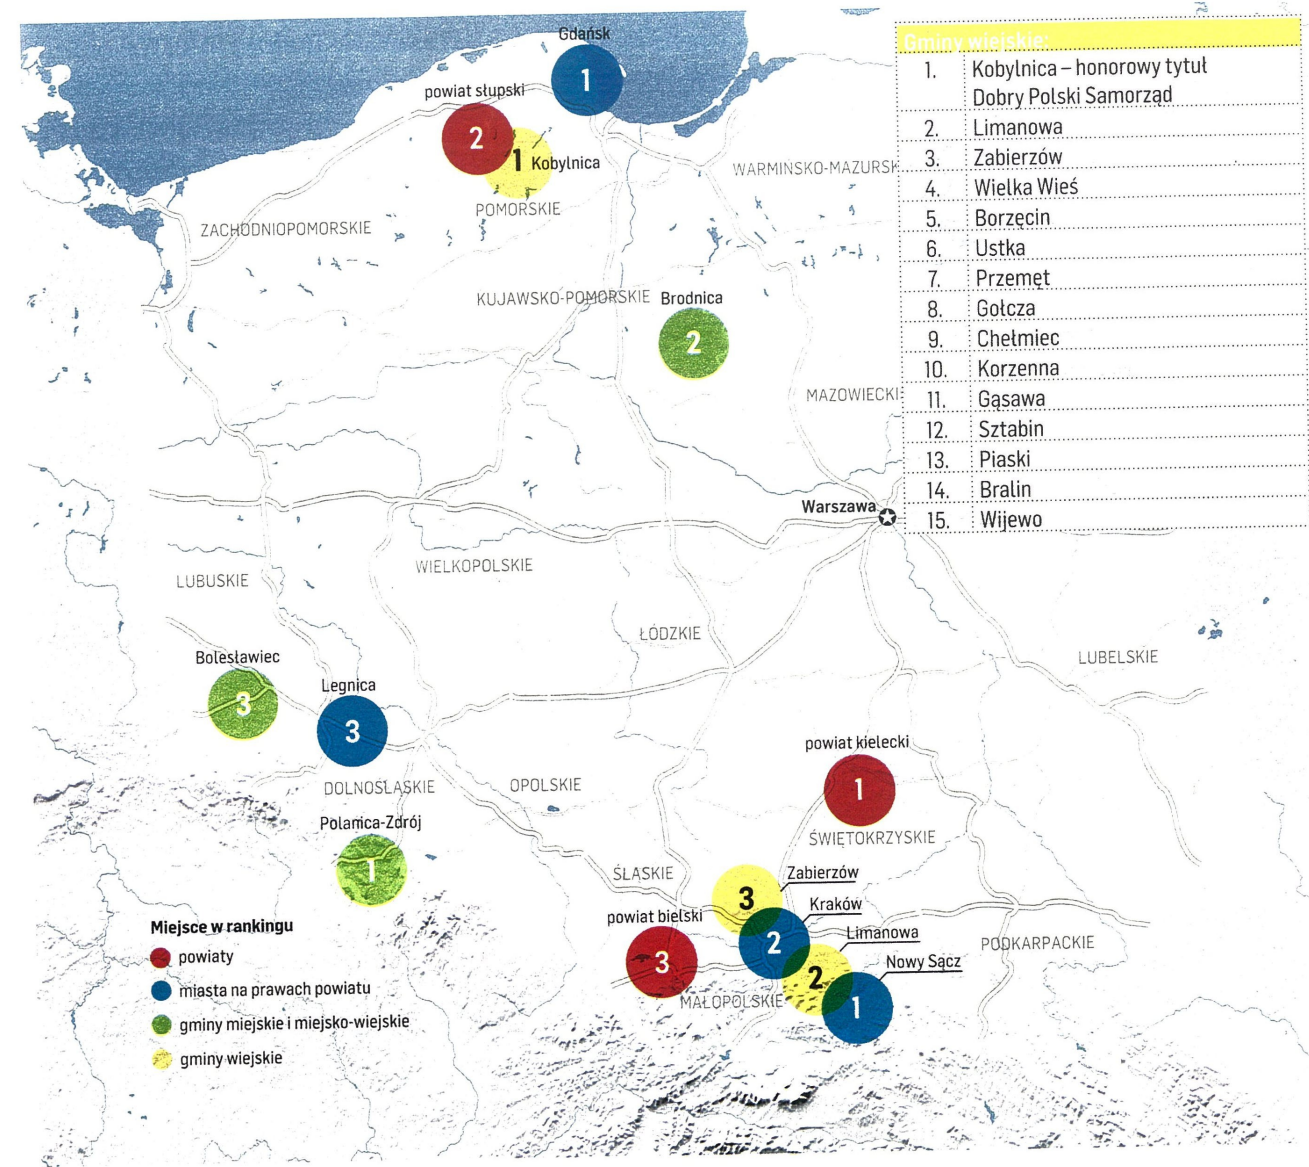 Gdańsk
1
powiat słupski
2
1 Kobylnica
POMORSKIE
ZACHODNIOPOMORSKIE
WARMIŃSKO-MAZURSK
KUJAWSKO-POMORSKIE
Brodnica
2
MAZOWIECKI
Warszawa
LUBUSKIE
WIELKOPOLSKIE
ŁÓDZKIE
LUBELSKIE
Bolesławiec
3
Legnica
3
DOLNOŚLĄSKIE
OPOLSKIE
Polanica-Zdrój
1
powiat kielecki
1
ŚWIĘTOKRZYSKIE
ŚLĄSKIE
Zabierzów
3
Kraków
2
powiat bielski
3
Limanowa
2
Nowy Sącz
1
MAŁOPOLSKIE
PODKARPACKIE
Miejsce w rankingu
powiaty
miasta na prawach powiatu
gminy miejskie i miejsko-wiejskie
gminy wiejskie
Gminy wiejskie:
1. Kobylnica – honorowy tytuł
Dobry Polski Samorząd
2. Limanowa
3. Zabierzów
4. Wielka Wieś
5. Borzęcin
6. Ustka
7. Przemęt
8. Gołcza
9. Chełmiec
10. Korzenna
11. Gąsawa
12. Sztabin
13. Piaski
14. Bralin
15. Wijewo